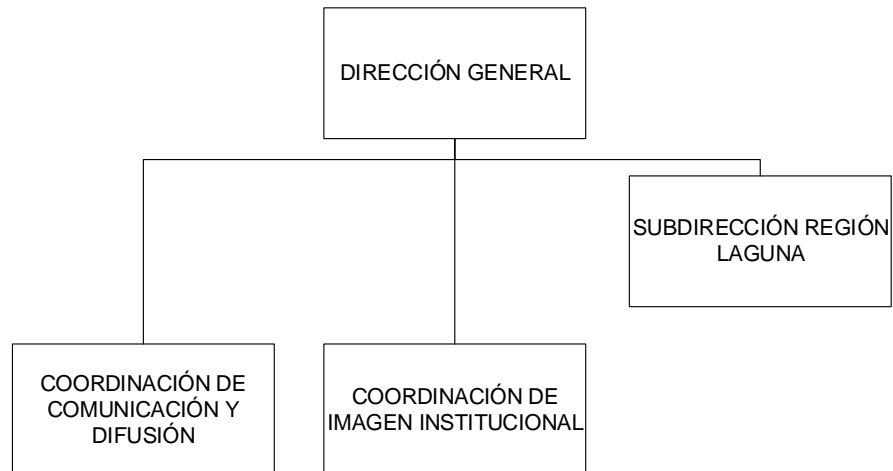 DIRECCIÓN GENERAL
SUBDIRECCIÓN REGIÓN
LAGUNA
COORDINACIÓN DE
COMUNICACIÓN Y
DIFUSIÓN
COORDINACIÓN DE
IMAGEN INSTITUCIONAL